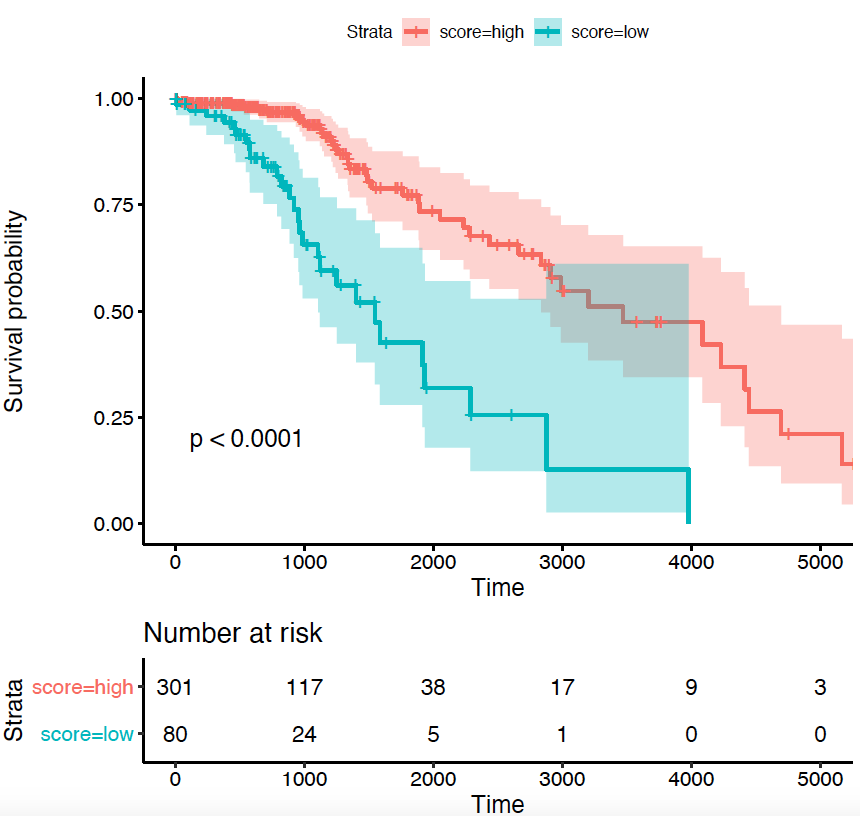 Strata score=high score=low
Survival probability
1.00
0.75
0.50
0.25
0.00
p < 0.0001
0 1000 2000 3000 4000 5000
Time
Number at risk
Strata
score=high 301 117 38 17 9 3
score=low 80 24 5 1 0 0
0 1000 2000 3000 4000 5000
Time